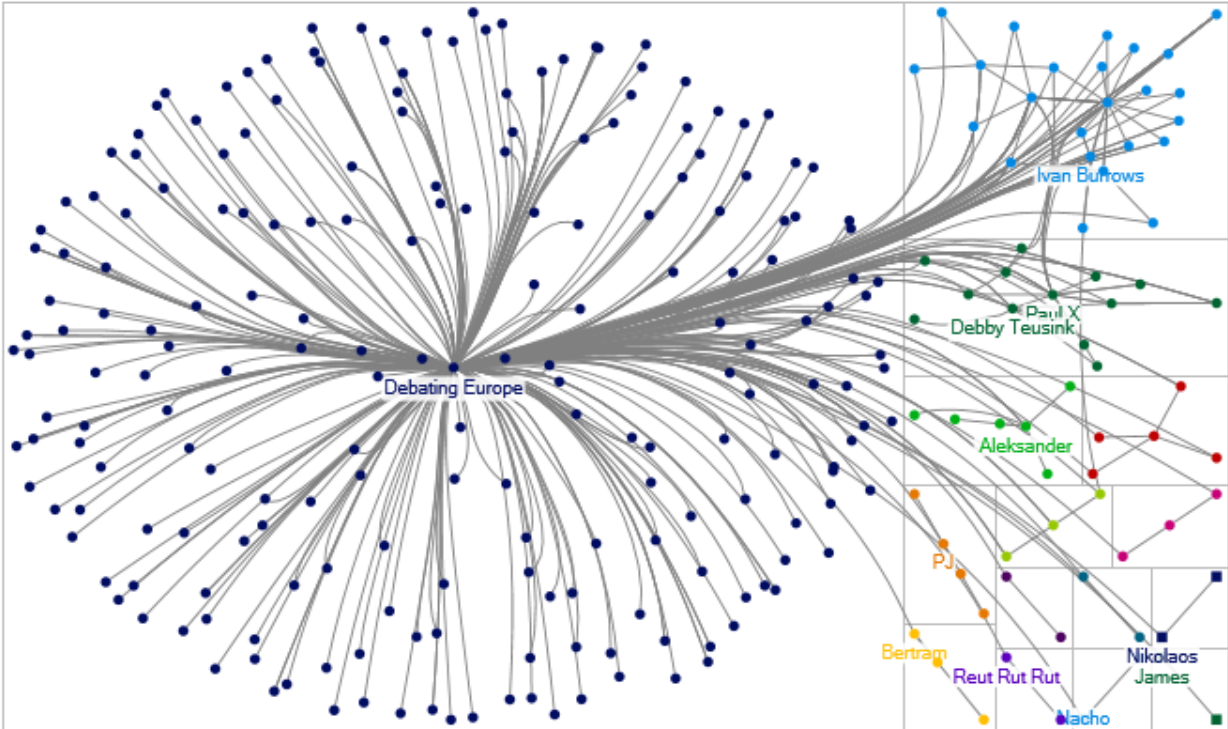 Ivan Burrows
Paul X
Debby Teusink
Debating Europe
Aleksander
PJ
Bertram
Reut Rut Rut
Nikolaos
James
Nacho